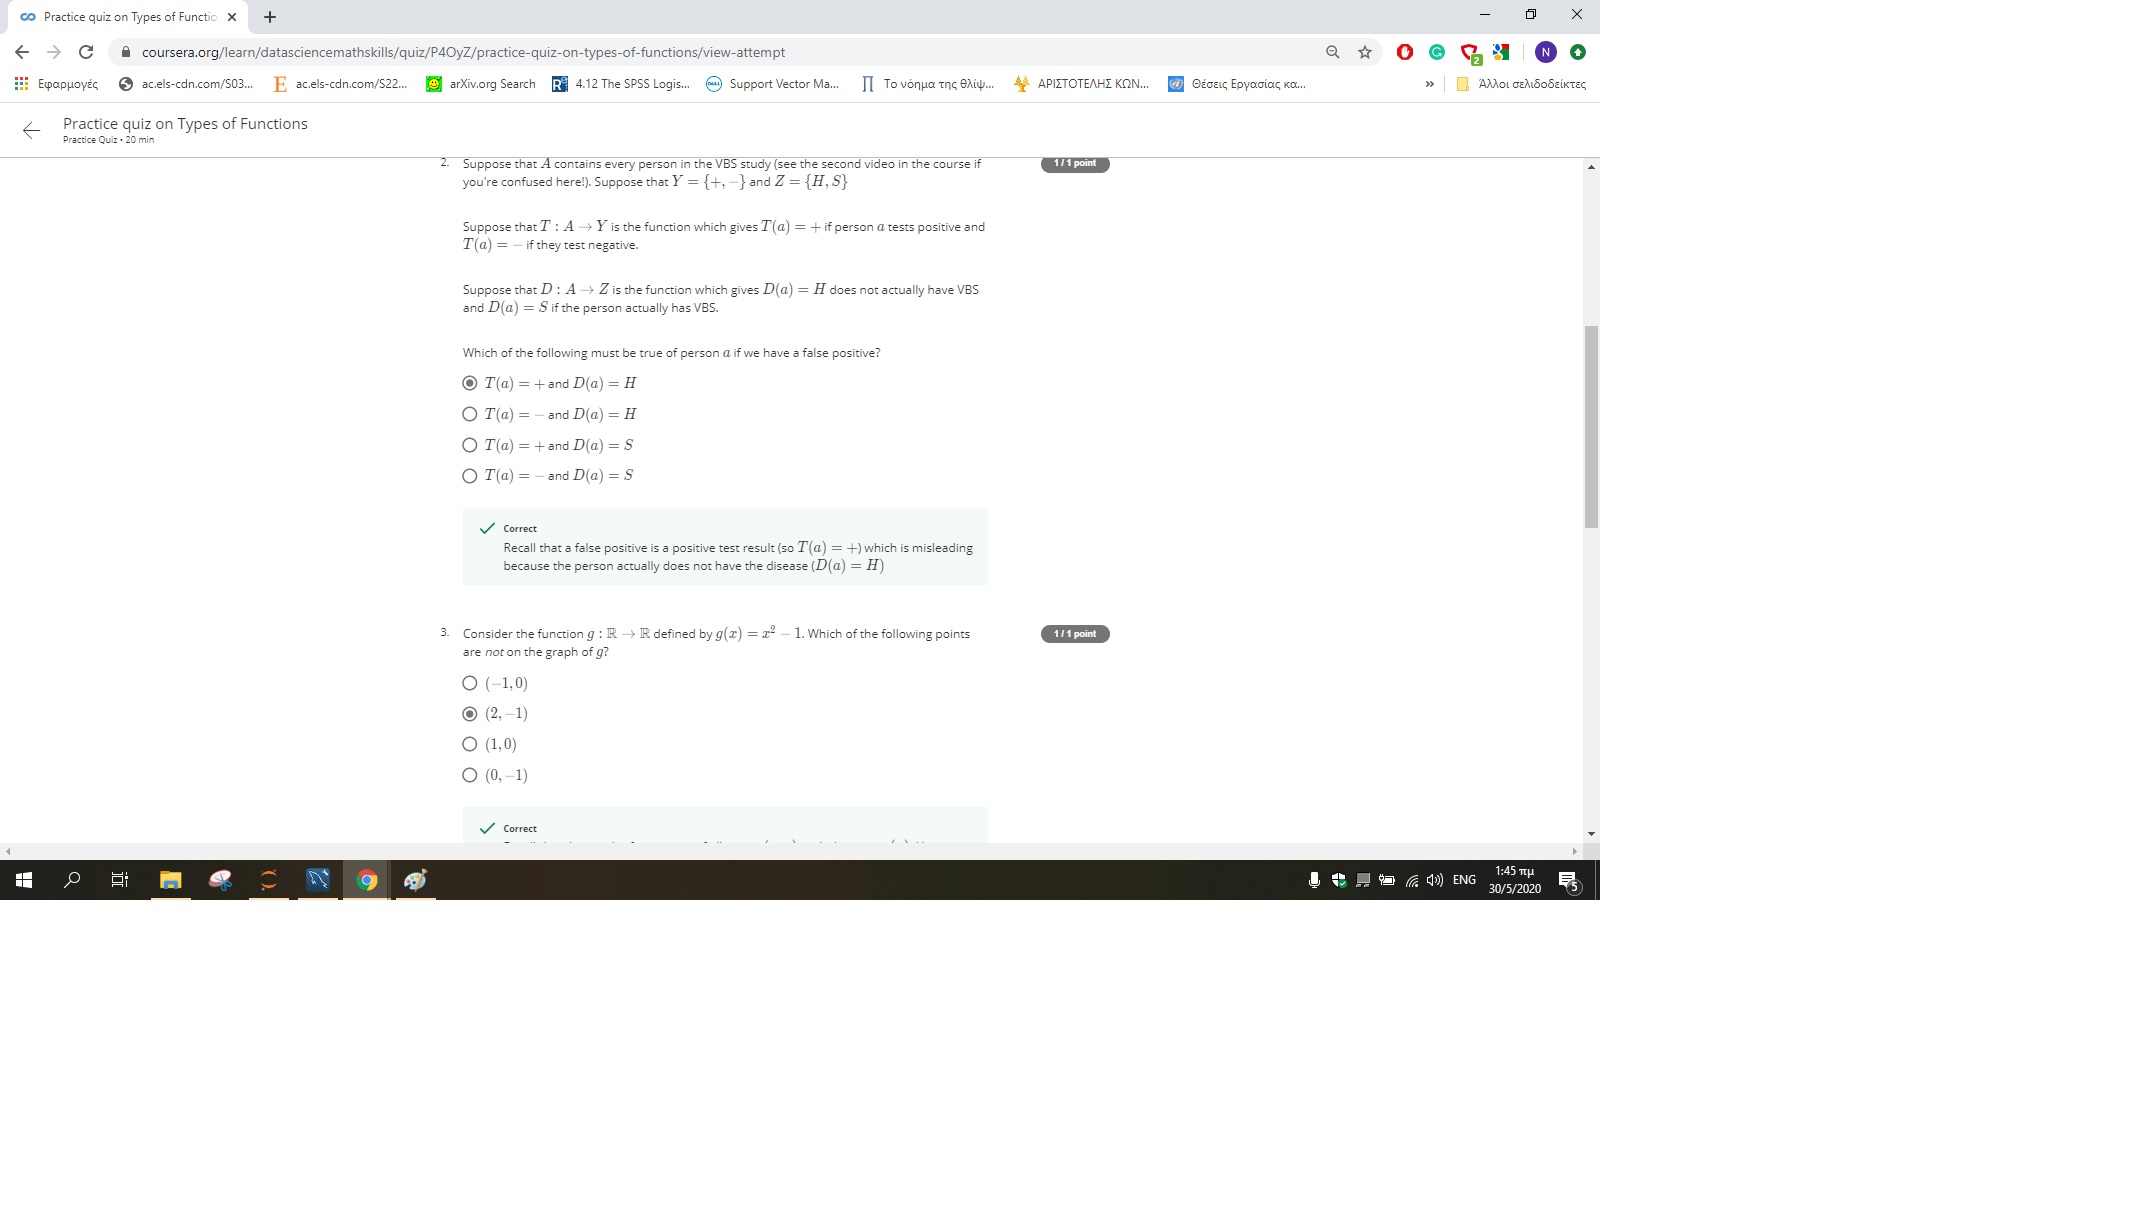 Practice quiz on Types of Functio
coursera.org/learn/datasciencemathskills/quiz/P4OyZ/practice-quiz-on-types-of-functions/view-attempt
N
2
Εφαρμογές
ac.els-cdn.com/S03...
ac.els-cdn.com/S22...
arXiv.org Search
4.12 The SPSS Logis...
Support Vector Ma...
Το νόημα της θλίψ...
ΑΡΙΣΤΟΤΕΛΗΣ ΚΩΝ...
Θέσεις Εργασίας κα...
»
Άλλοι σελιδοδείκτες
Practice quiz on Types of Functions
Practice Quiz • 20 min
2. Suppose that A contains every person in the VBS study (see the second video in the course if
you're confused here!). Suppose that Y = {+, −} and Z = {H, S}
1 / 1 point
Suppose that T : A → Y is the function which gives T(a) = + if person a tests positive and
T(a) = − if they test negative.
Suppose that D : A → Z is the function which gives D(a) = H does not actually have VBS
and D(a) = S if the person actually has VBS.
Which of the following must be true of person a if we have a false positive?
T(a) = + and D(a) = H
T(a) = − and D(a) = H
T(a) = + and D(a) = S
T(a) = − and D(a) = S
Correct
Recall that a false positive is a positive test result (so T(a) = +) which is misleading
because the person actually does not have the disease (D(a) = H)
3. Consider the function g : ℝ → ℝ defined by g(x) = x² − 1. Which of the following points
are not on the graph of g?
1 / 1 point
(−1, 0)
(2, −1)
(1, 0)
(0, −1)
Correct
ENG
1:45 πμ
30/5/2020
5